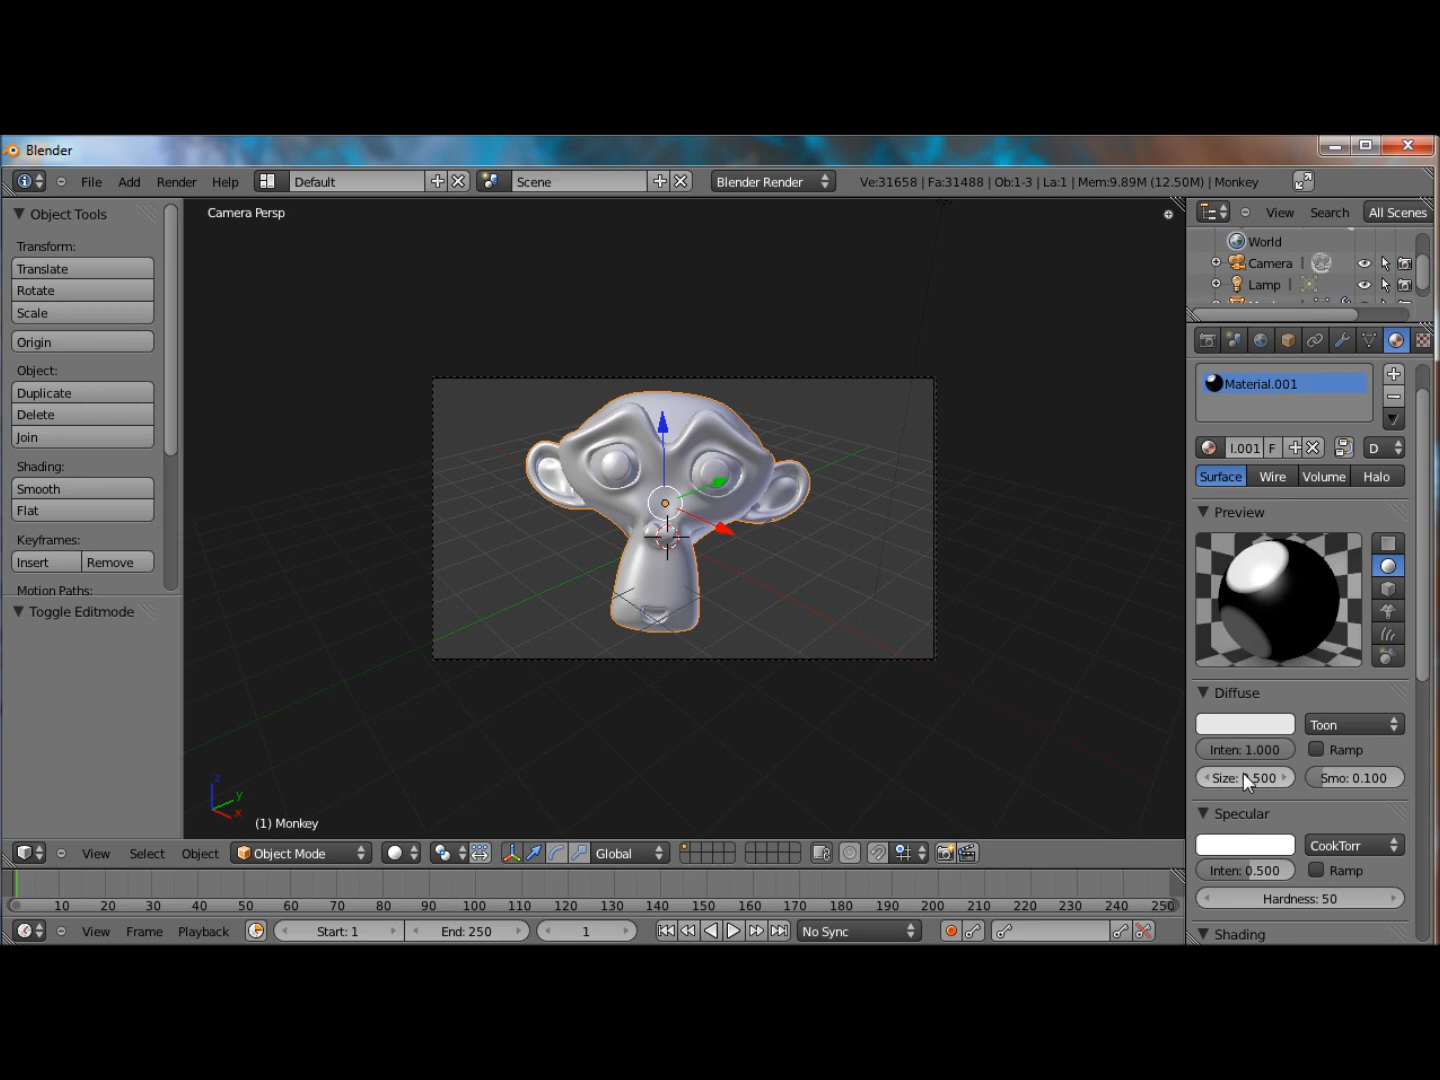 Blender
File Add Render Help Default Scene Blender Render Ve:31658 | Fa:31488 | Ob:1-3 | La:1 | Mem:9.89M (12.50M) | Monkey
Object Tools
Transform:
Translate
Rotate
Scale
Origin
Object:
Duplicate
Delete
Join
Shading:
Smooth
Flat
Keyframes:
Insert Remove
Motion Paths:
Toggle Editmode
Camera Persp
z
y
x
(1) Monkey
View Search All Scenes
World
Camera
Lamp
Material.001
l.001 F D
Surface Wire Volume Halo
Preview
Diffuse
Toon
Inten: 1.000 Ramp
Size: 500 Smo: 0.100
Specular
CookTorr
Inten: 0.500 Ramp
Hardness: 50
Shading
View Select Object Object Mode Global
10 20 30 40 50 60 70 80 90 100 110 120 130 140 150 160 170 180 190 200 210 220 230 240 250
View Frame Playback Start: 1 End: 250 1 No Sync